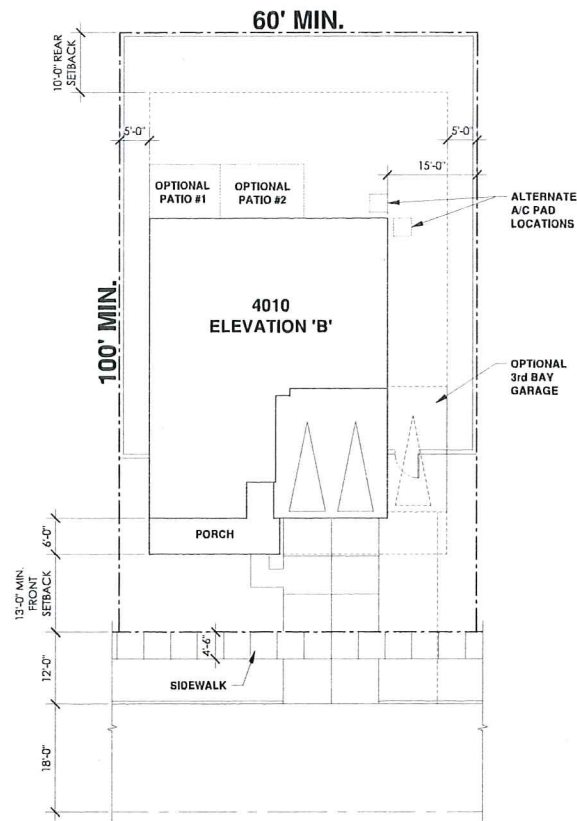 60' MIN.
10'-0" REAR
SETBACK
5'-0"
5'-0"
15'-0"
OPTIONAL
PATIO #1
OPTIONAL
PATIO #2
ALTERNATE
A/C PAD
LOCATIONS
4010
ELEVATION 'B'
100' MIN.
OPTIONAL
3rd BAY
GARAGE
PORCH
6'-0"
13'-0" MIN.
FRONT
SETBACK
4'-6"
12'-0"
SIDEWALK
18'-0"